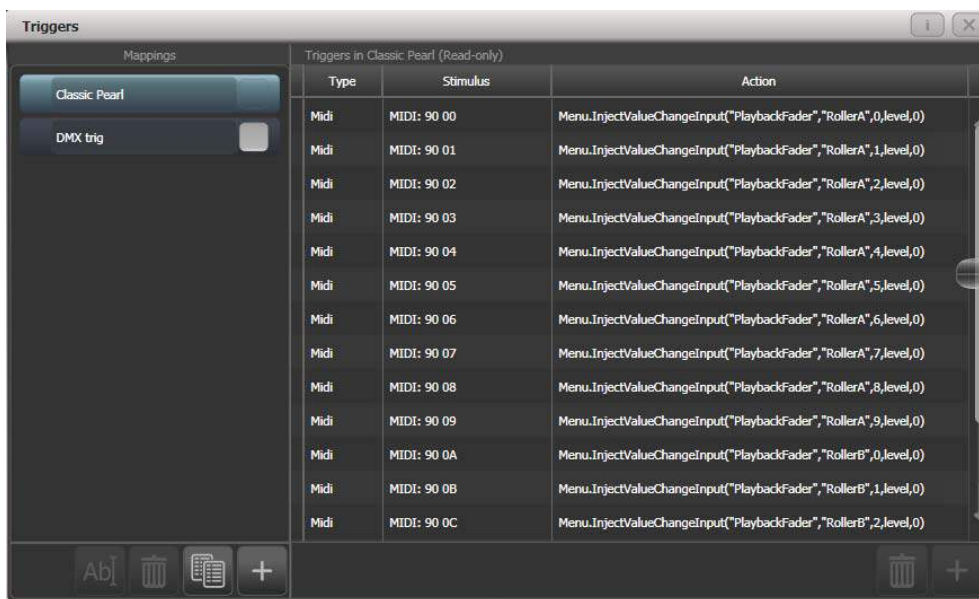 Triggers
i
Mappings
Triggers in Classic Pearl (Read-only)
Classic Pearl
DMX trig
Type Stimulus Action
Midi MIDI: 90 00 Menu.InjectValueChangeInput("PlaybackFader","RollerA",0,level,0)
Midi MIDI: 90 01 Menu.InjectValueChangeInput("PlaybackFader","RollerA",1,level,0)
Midi MIDI: 90 02 Menu.InjectValueChangeInput("PlaybackFader","RollerA",2,level,0)
Midi MIDI: 90 03 Menu.InjectValueChangeInput("PlaybackFader","RollerA",3,level,0)
Midi MIDI: 90 04 Menu.InjectValueChangeInput("PlaybackFader","RollerA",4,level,0)
Midi MIDI: 90 05 Menu.InjectValueChangeInput("PlaybackFader","RollerA",5,level,0)
Midi MIDI: 90 06 Menu.InjectValueChangeInput("PlaybackFader","RollerA",6,level,0)
Midi MIDI: 90 07 Menu.InjectValueChangeInput("PlaybackFader","RollerA",7,level,0)
Midi MIDI: 90 08 Menu.InjectValueChangeInput("PlaybackFader","RollerA",8,level,0)
Midi MIDI: 90 09 Menu.InjectValueChangeInput("PlaybackFader","RollerA",9,level,0)
Midi MIDI: 90 0A Menu.InjectValueChangeInput("PlaybackFader","RollerB",0,level,0)
Midi MIDI: 90 0B Menu.InjectValueChangeInput("PlaybackFader","RollerB",1,level,0)
Midi MIDI: 90 0C Menu.InjectValueChangeInput("PlaybackFader","RollerB",2,level,0)
Ab